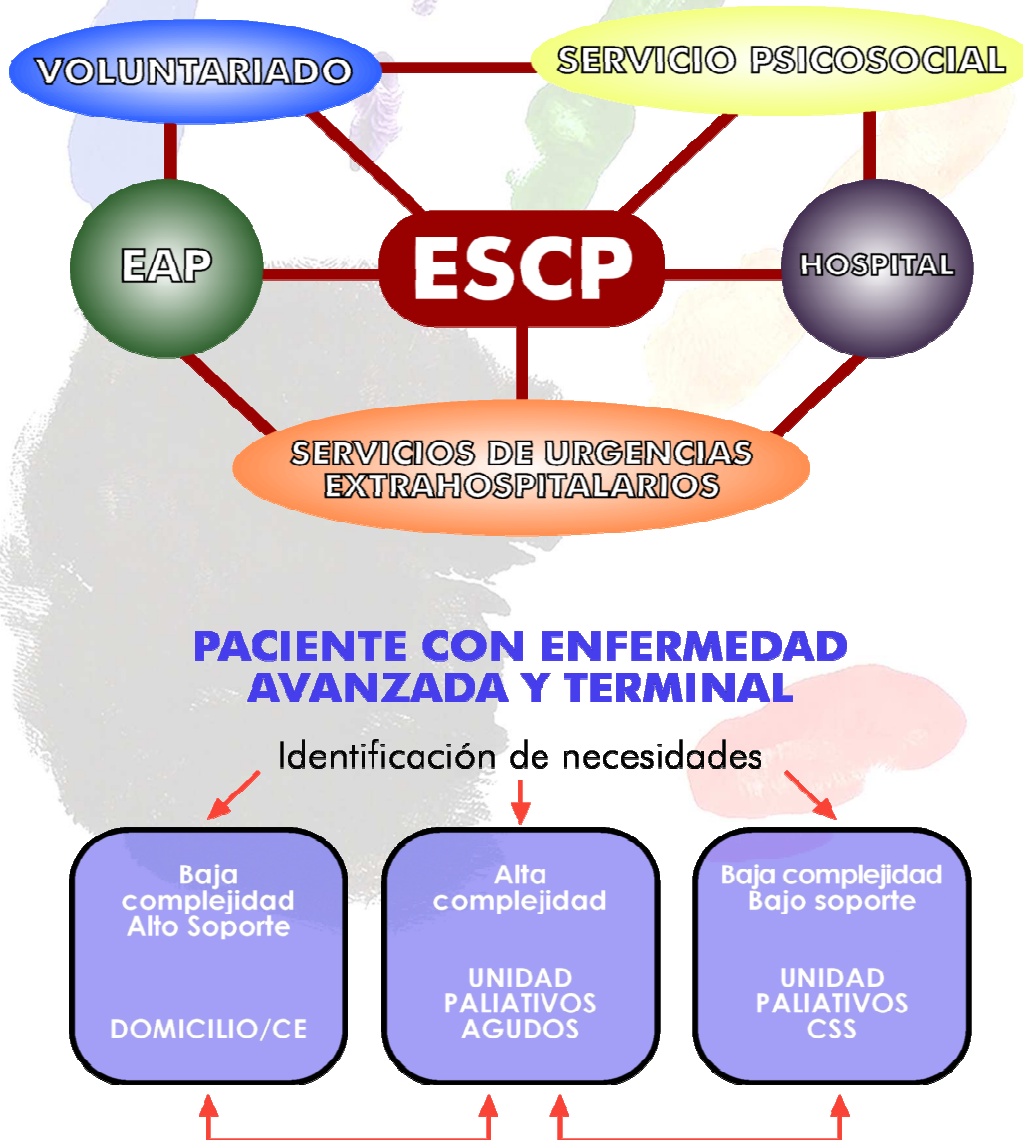 VOLUNTARIADO
SERVICIO PSICOSOCIAL
EAP
ESCP
HOSPITAL
SERVICIOS DE URGENCIAS
EXTRAHOSPITALARIOS
PACIENTE CON ENFERMEDAD
AVANZADA Y TERMINAL
Identificación de necesidades
Baja
complejidad
Alto Soporte
DOMICILIO/CE
Alta
complejidad
UNIDAD
PALIATIVOS
AGUDOS
Baja complejidad
Bajo soporte
UNIDAD
PALIATIVOS
CSS